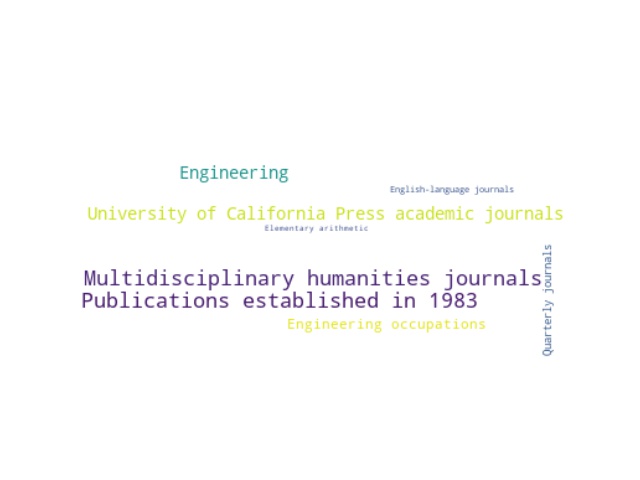 Engineering
English-language journals
University of California Press academic journals
Elementary arithmetic
Multidisciplinary humanities journals
Publications established in 1983
Quarterly journals
Engineering occupations